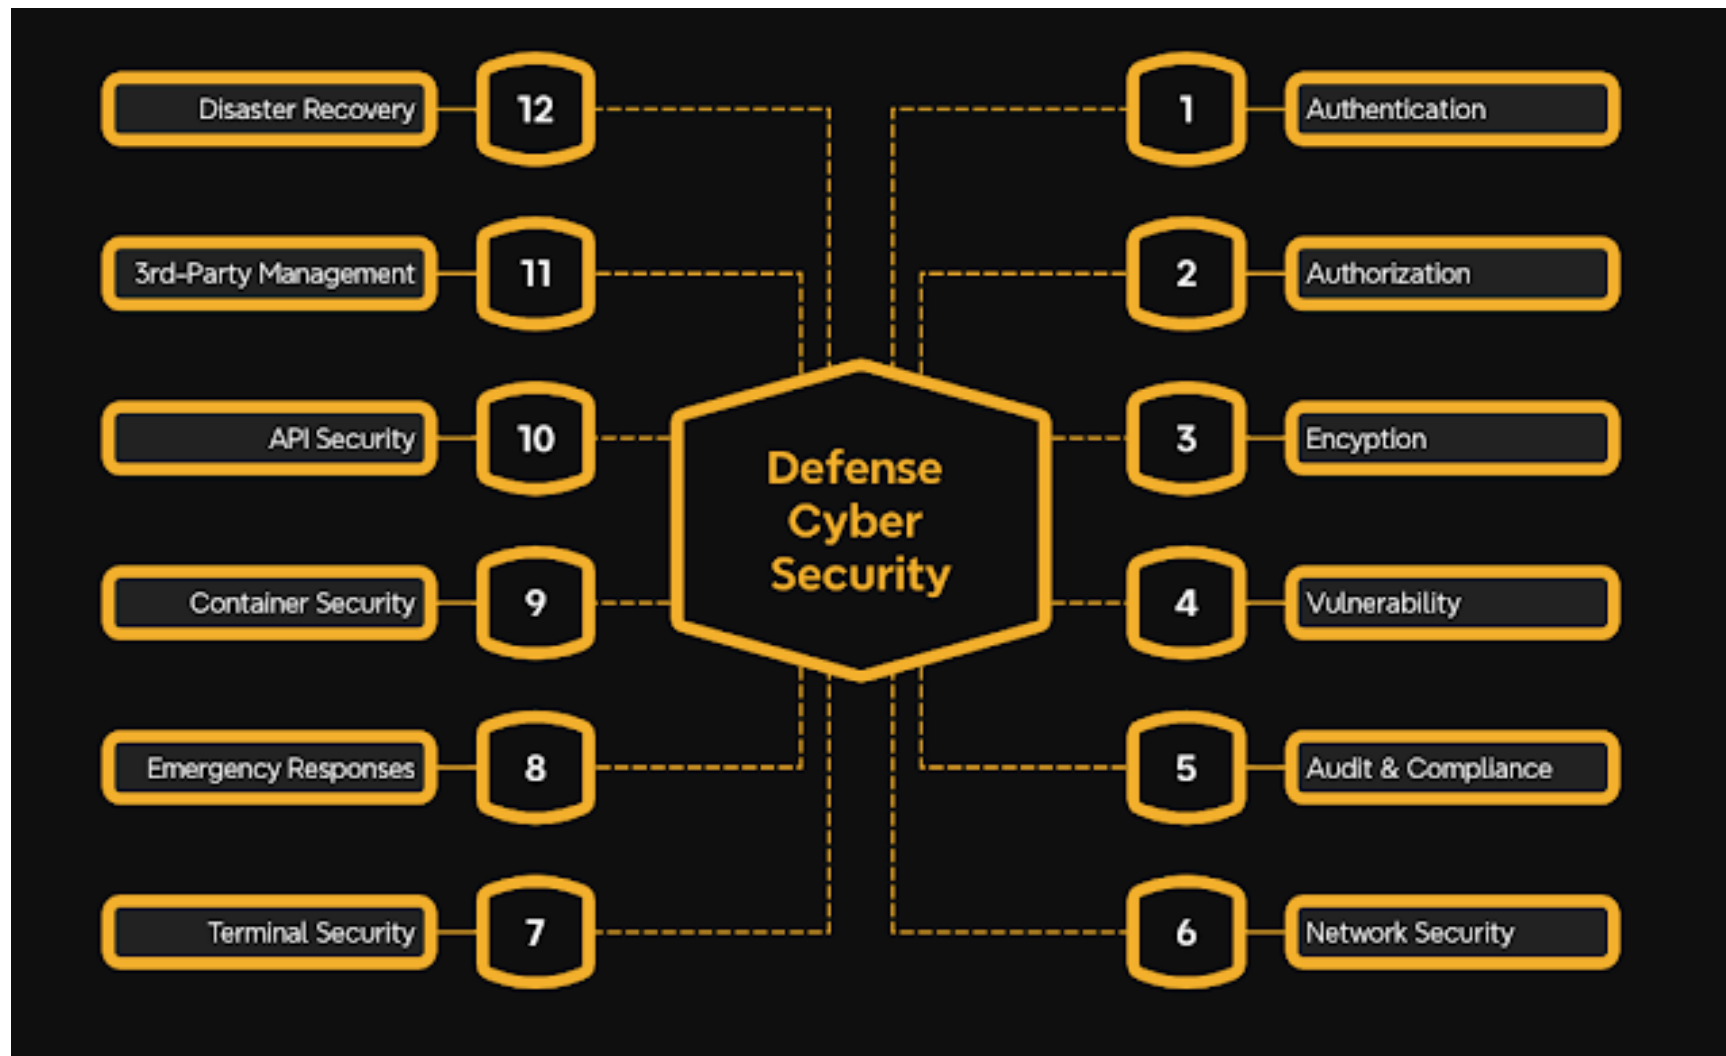 Disaster Recovery
12
1
Authentication
3rd-Party Management
11
2
Authorization
API Security
10
3
Encyption
Defense
Cyber
Security
Container Security
9
4
Vulnerability
Emergency Responses
8
5
Audit & Compliance
Terminal Security
7
6
Network Security